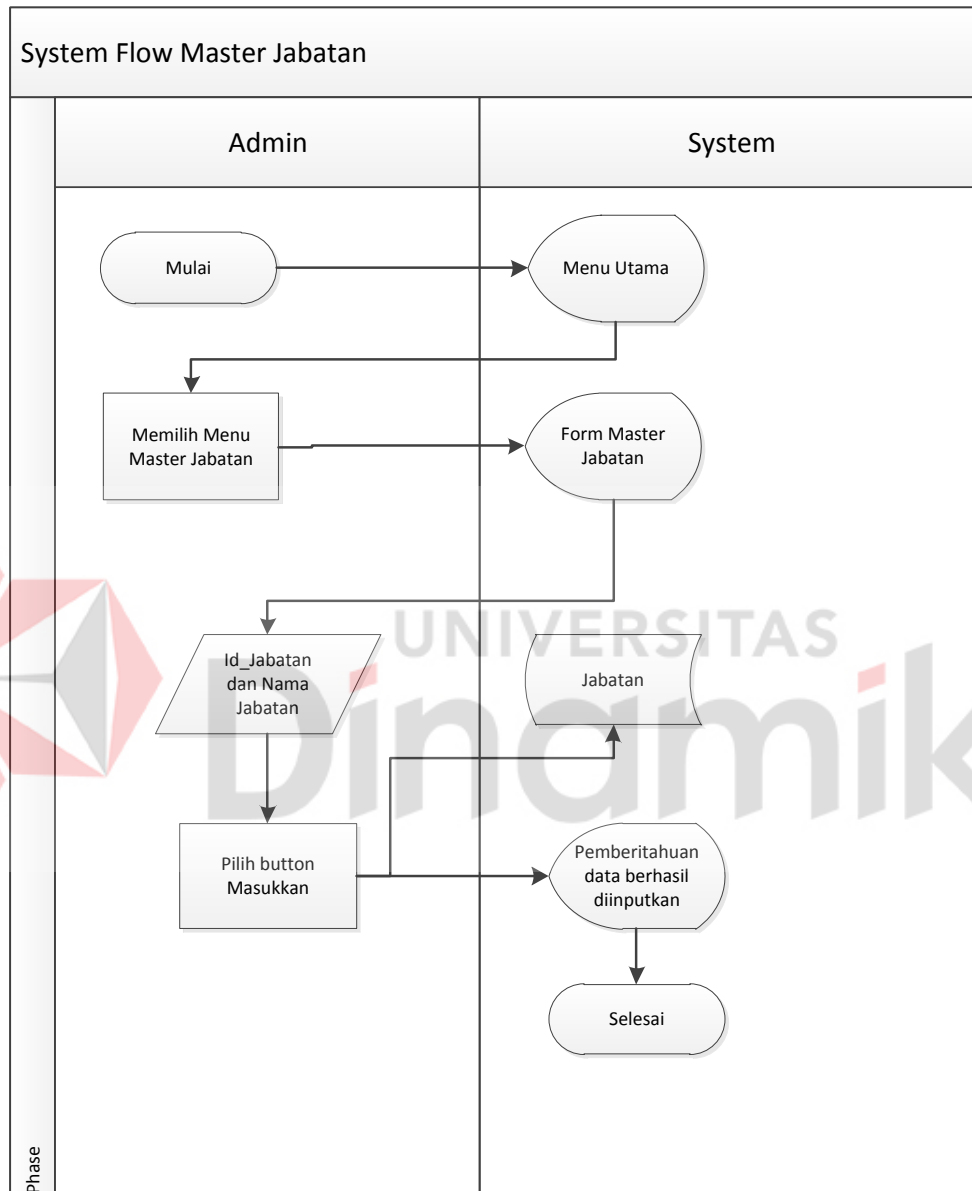 System Flow Master Jabatan
Admin
System
Mulai
Menu Utama
Memilih Menu
Master Jabatan
Form Master
Jabatan
UNIVERSITAS
Dinamik
Id_Jabatan
dan Nama
Jabatan
Jabatan
Pilih button
Masukkan
Pemberitahuan
data berhasil
diinputkan
Selesai
Phase